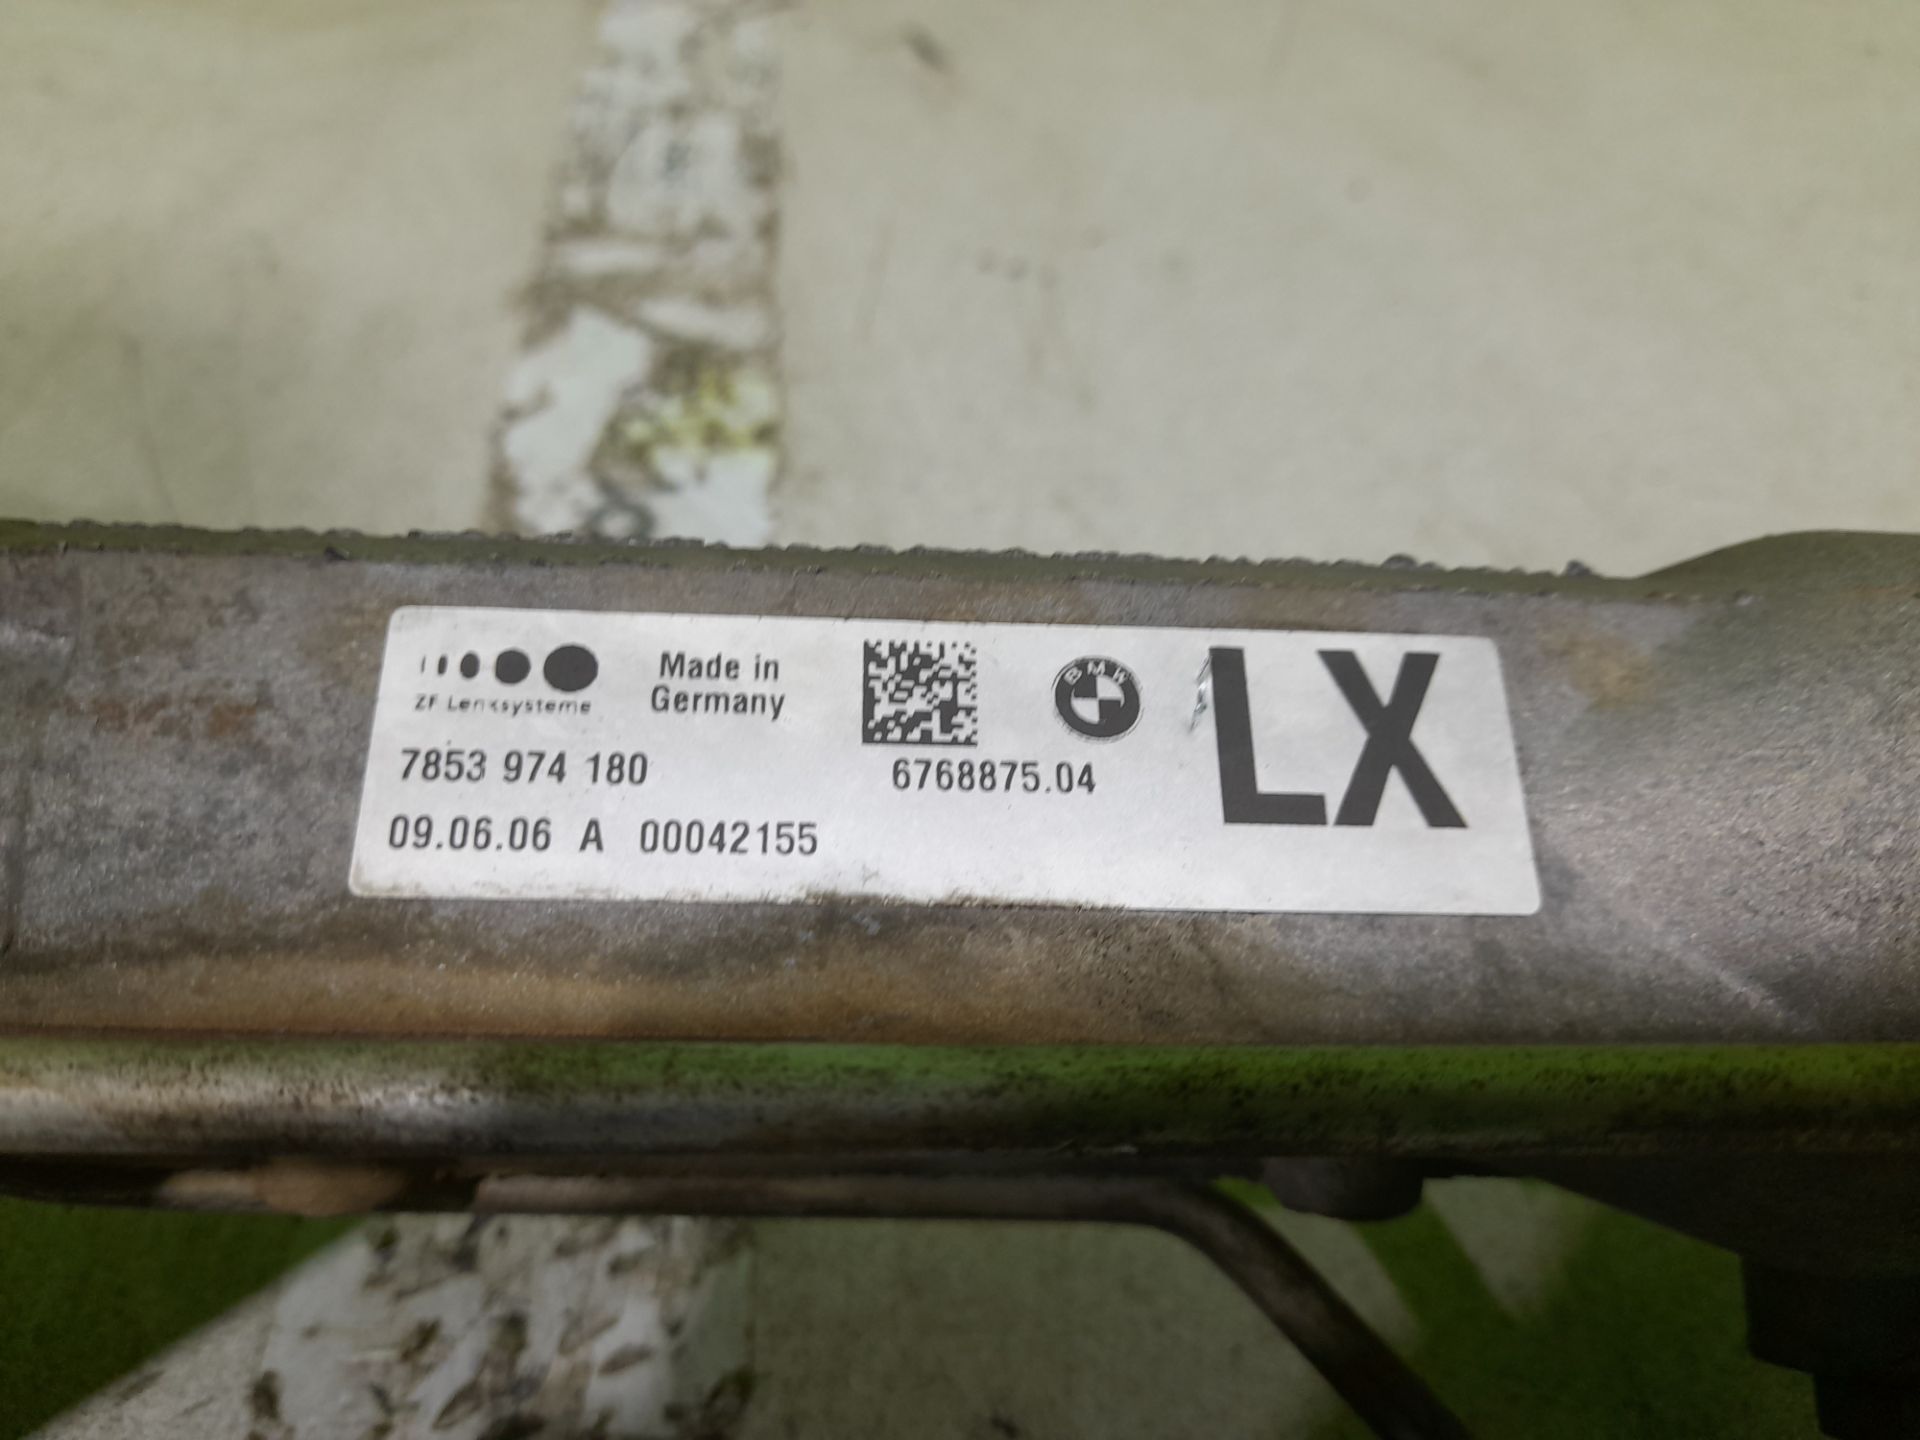 ZF Lenksysteme
Made in
Germany
BMW
LX
7853 974 180
6768875.04
09.06.06 A 00042155